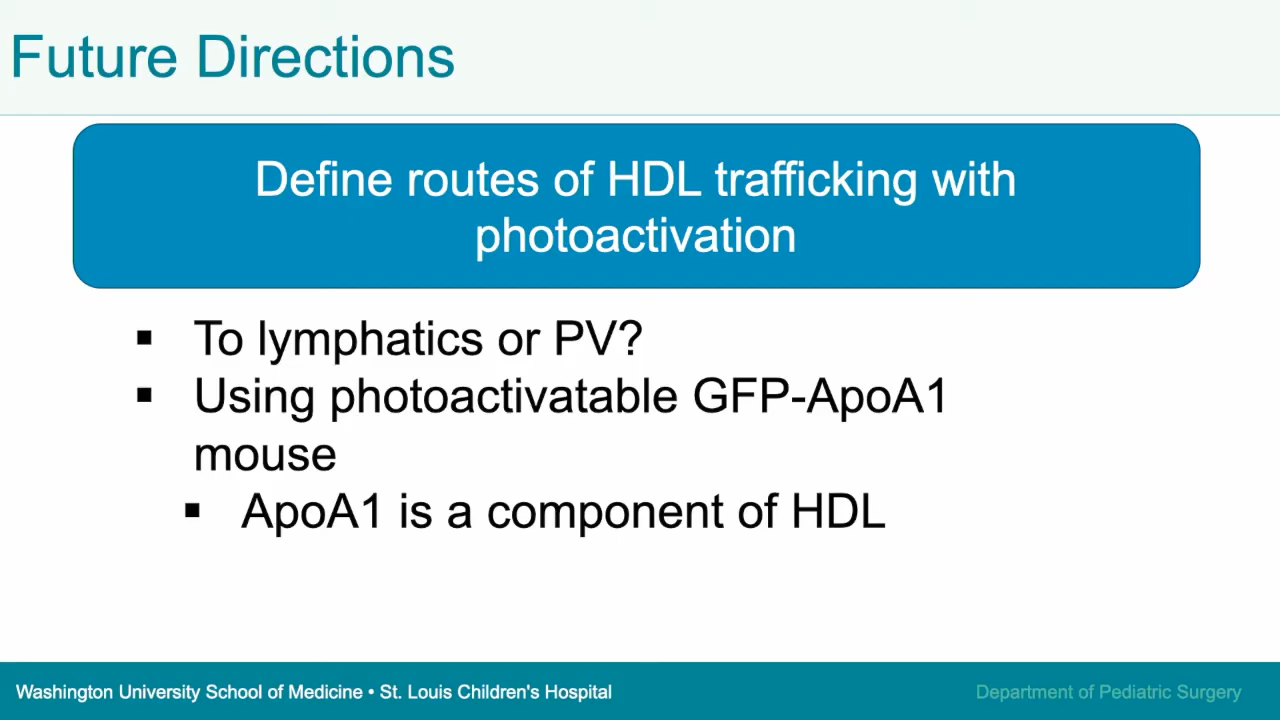 Future Directions
Define routes of HDL trafficking with
photoactivation
▪ To lymphatics or PV?
▪ Using photoactivatable GFP-ApoA1
mouse
▪ ApoA1 is a component of HDL
Washington University School of Medicine • St. Louis Children's Hospital
Department of Pediatric Surgery